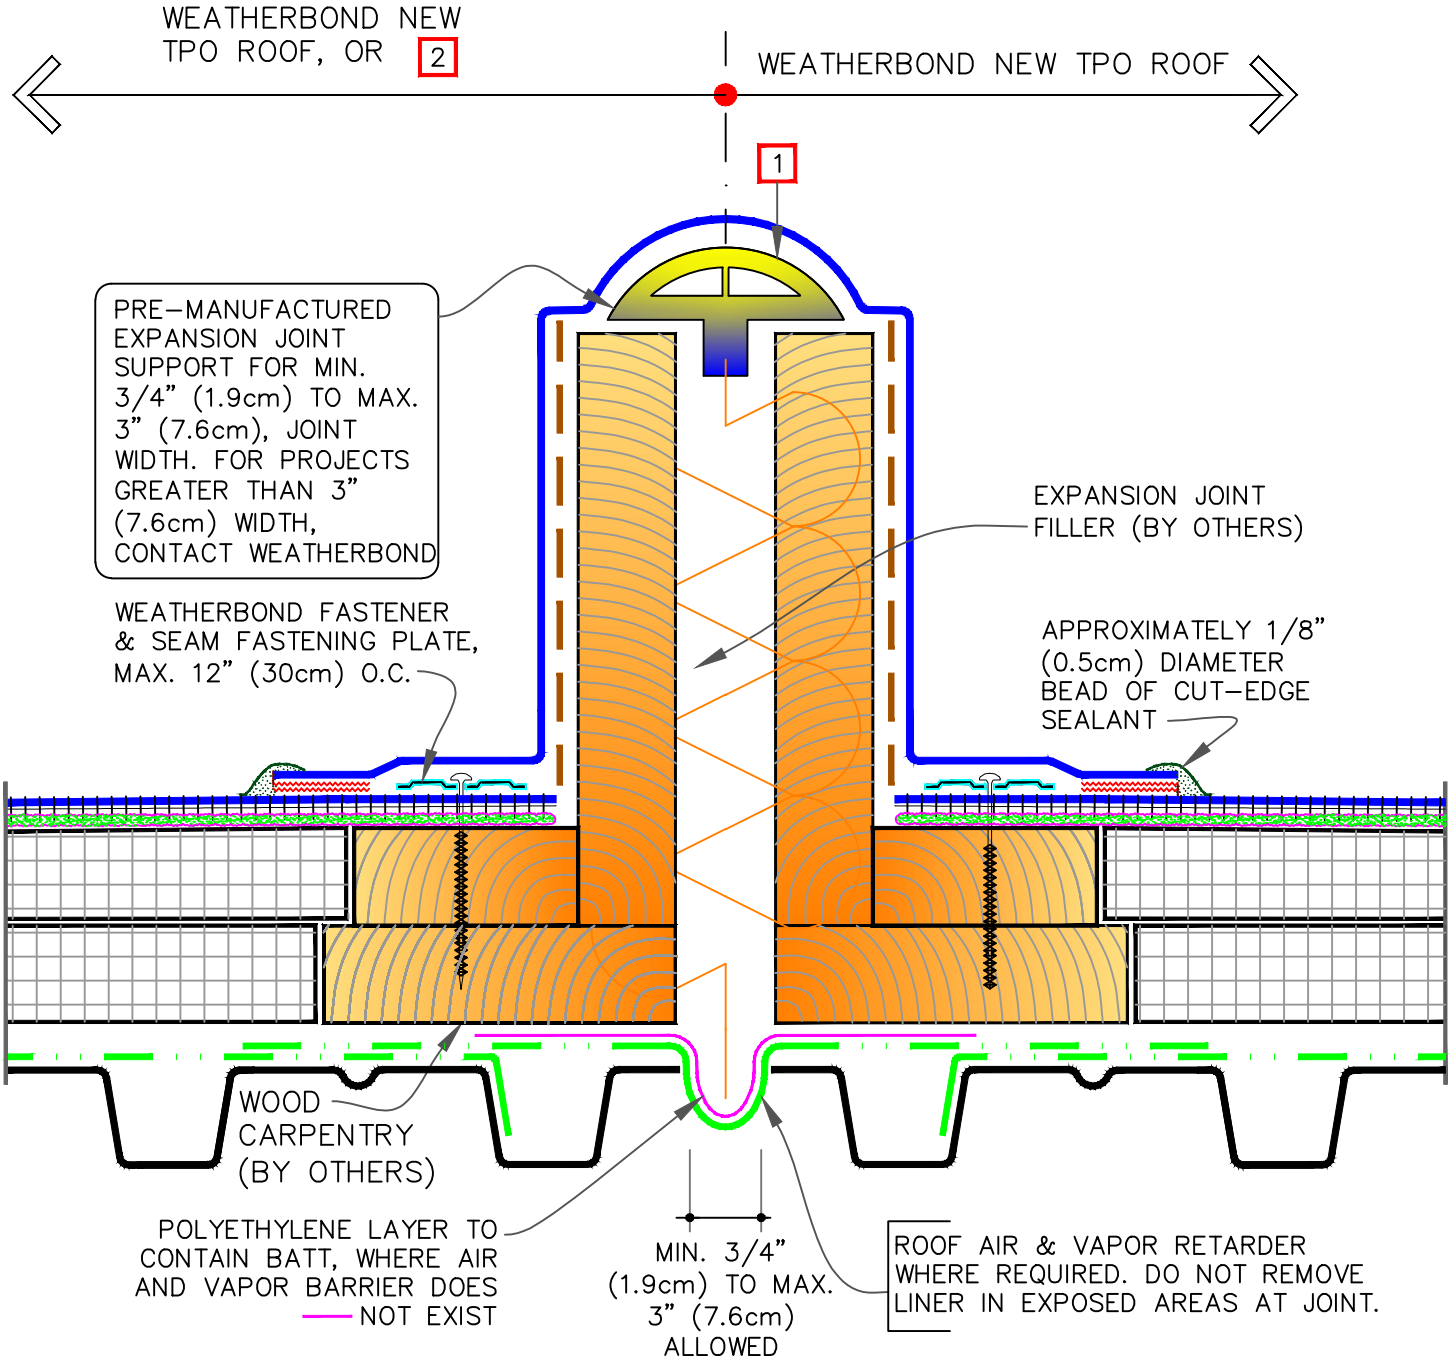 WEATHERBOND NEW
TPO ROOF, OR 2
WEATHERBOND NEW TPO ROOF
1
PRE-MANUFACTURED
EXPANSION JOINT
SUPPORT FOR MIN.
3/4" (1.9cm) TO MAX.
3" (7.6cm), JOINT
WIDTH. FOR PROJECTS
GREATER THAN 3"
(7.6cm) WIDTH,
CONTACT WEATHERBOND
EXPANSION JOINT
FILLER (BY OTHERS)
WEATHERBOND FASTENER
& SEAM FASTENING PLATE,
MAX. 12" (30cm) O.C.
APPROXIMATELY 1/8"
(0.5cm) DIAMETER
BEAD OF CUT-EDGE
SEALANT
WOOD
CARPENTRY
(BY OTHERS)
POLYETHYLENE LAYER TO
CONTAIN BATT, WHERE AIR
AND VAPOR BARRIER DOES
NOT EXIST
MIN. 3/4"
(1.9cm) TO MAX.
3" (7.6cm)
ALLOWED
ROOF AIR & VAPOR RETARDER
WHERE REQUIRED. DO NOT REMOVE
LINER IN EXPOSED AREAS AT JOINT.